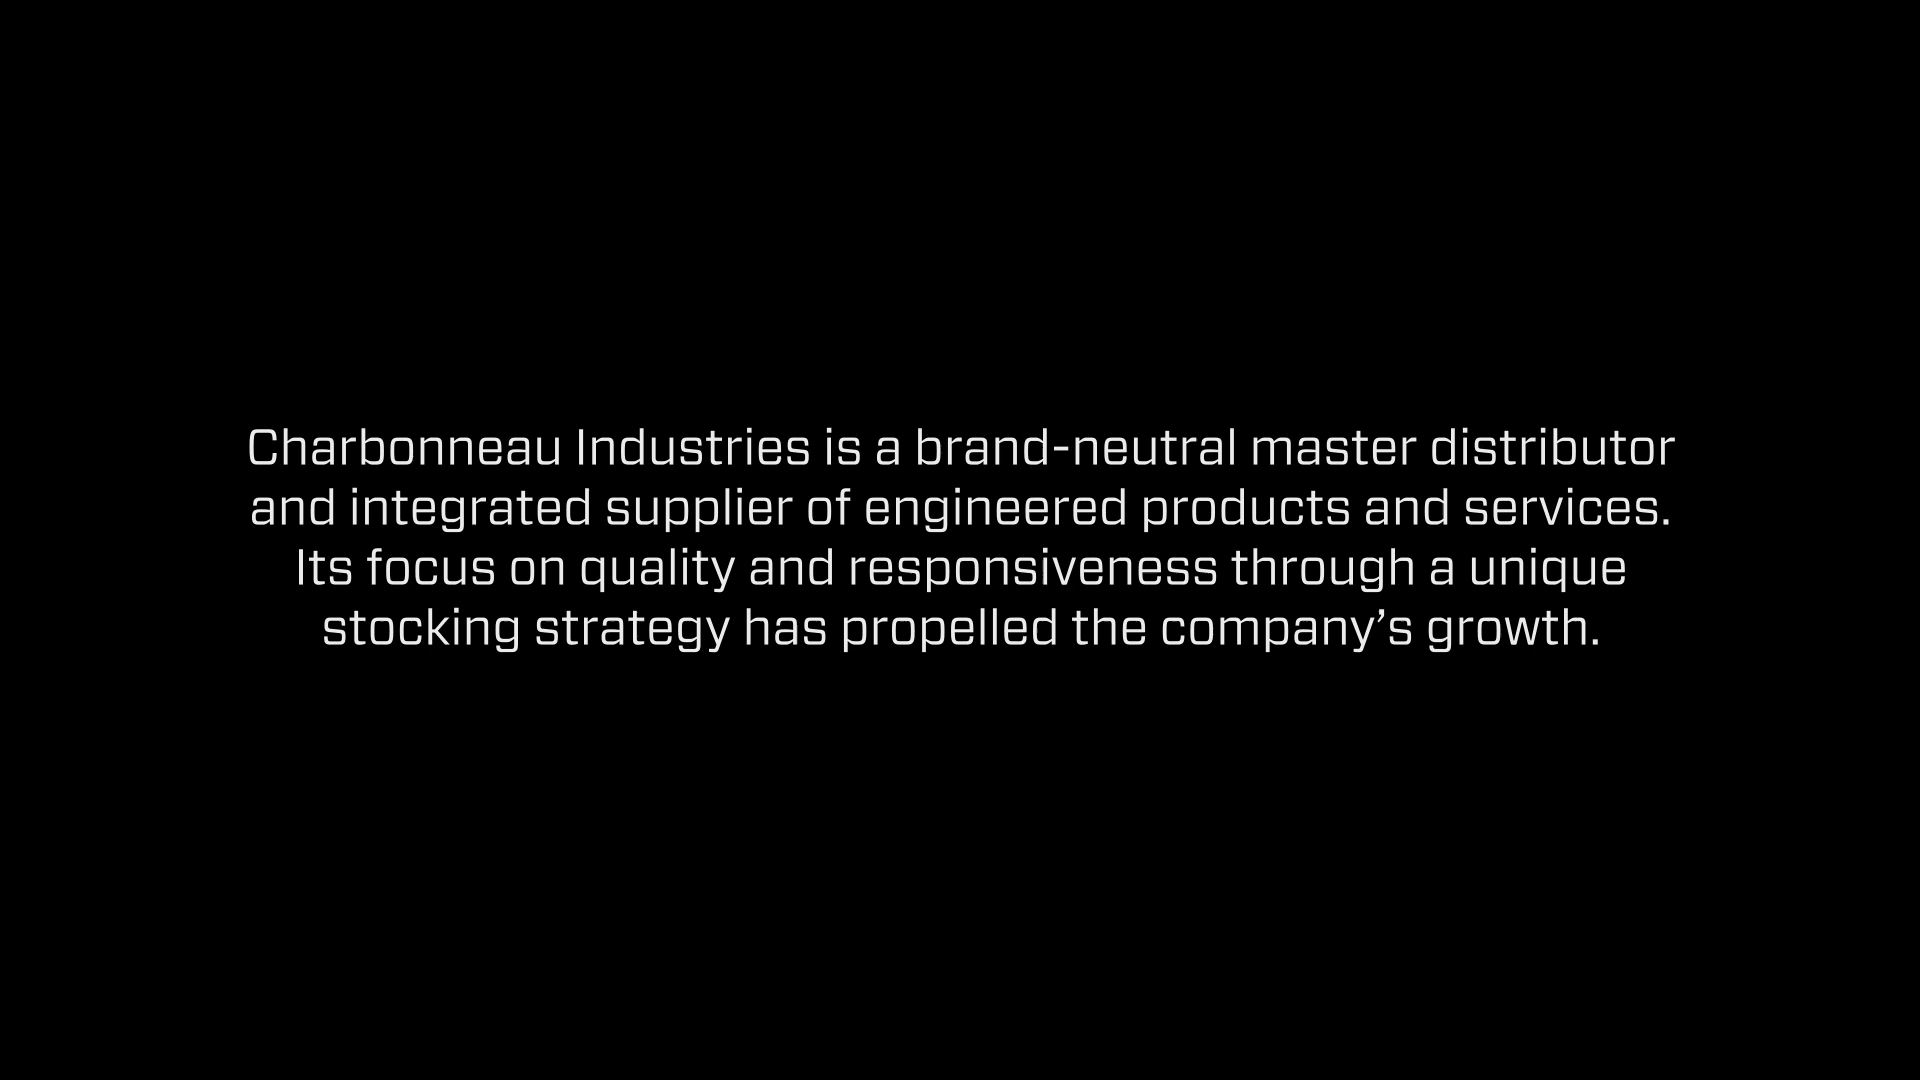 Charbonneau Industries is a brand-neutral master distributor
and integrated supplier of engineered products and services.
Its focus on quality and responsiveness through a unique
stocking strategy has propelled the company’s growth.